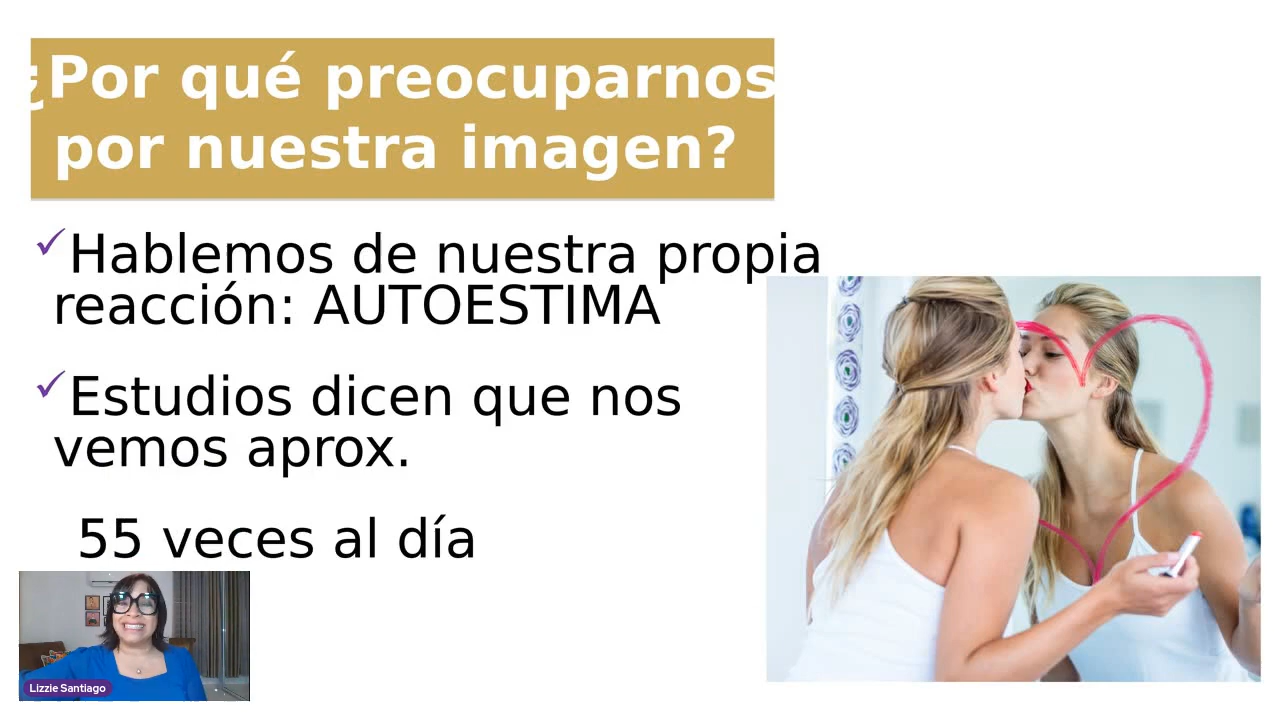 ¿Por qué preocuparnos
por nuestra imagen?
✓Hablemos de nuestra propia
reacción: AUTOESTIMA
✓Estudios dicen que nos
vemos aprox.
55 veces al día
Lizzie Santiago